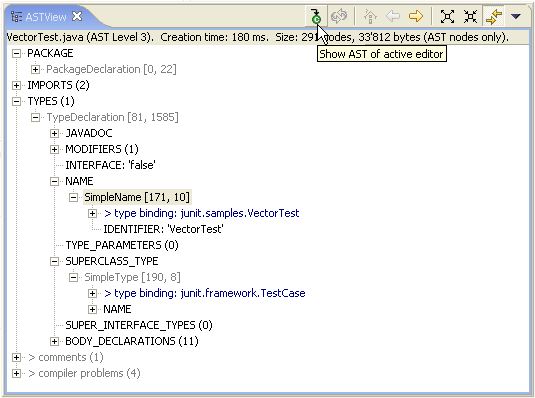 ASTView
VectorTest.java (AST Level 3). Creation time: 180 ms. Size: 291 nodes, 33'812 bytes (AST nodes only).
Show AST of active editor
PACKAGE
PackageDeclaration [0, 22]
IMPORTS (2)
TYPES (1)
TypeDeclaration [81, 1585]
JAVADOC
MODIFIERS (1)
INTERFACE: 'false'
NAME
SimpleName [171, 10]
> type binding: junit.samples.VectorTest
IDENTIFIER: 'VectorTest'
TYPE_PARAMETERS (0)
SUPERCLASS_TYPE
SimpleType [190, 8]
> type binding: junit.framework.TestCase
NAME
SUPER_INTERFACE_TYPES (0)
BODY_DECLARATIONS (11)
> comments (1)
> compiler problems (4)